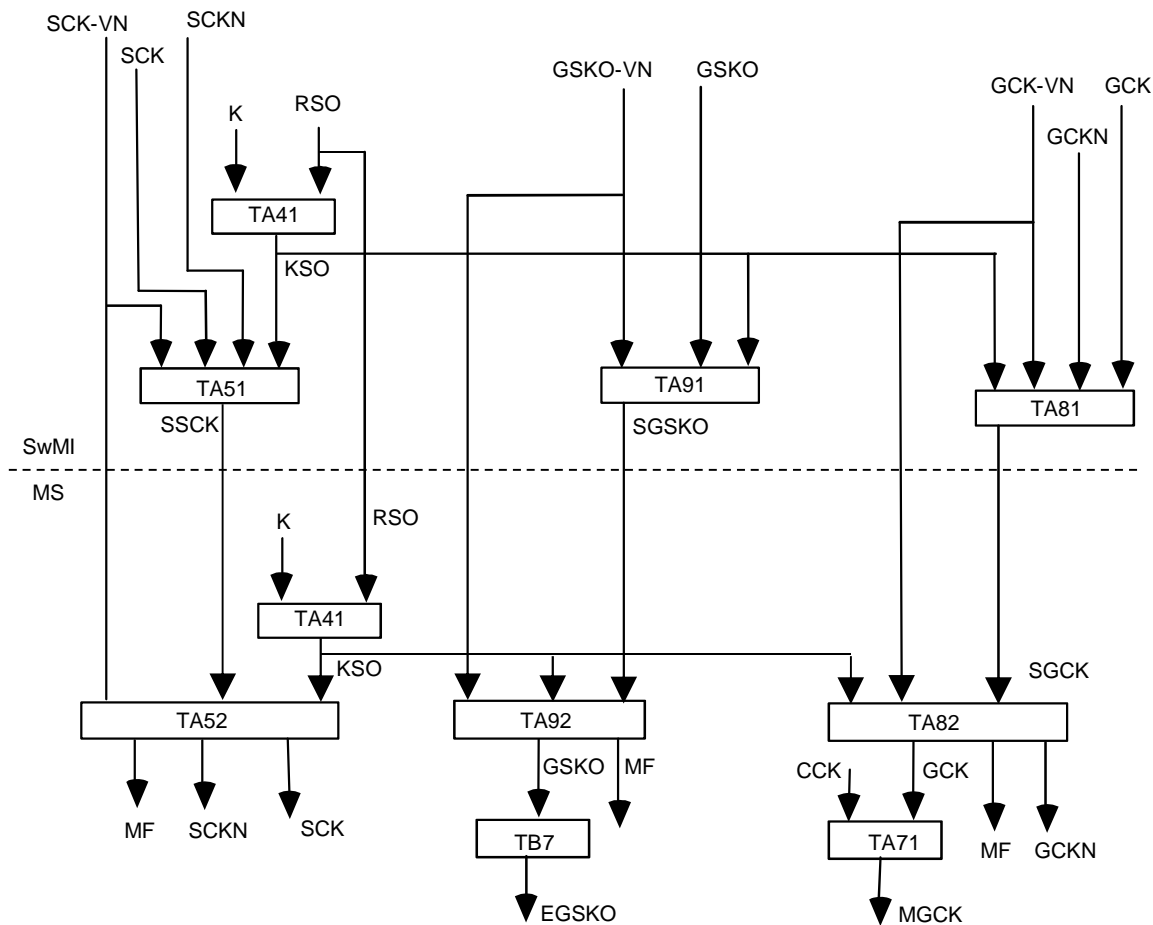 SCK-VN
SCKN
SCK
GSKO-VN
GSKO
GCK-VN
GCK
K
RSO
GCKN
TA41
KSO
TA51
TA91
TA81
SSCK
SGSKO
SwMI
MS
K
RSO
TA41
KSO
SGCK
TA52
TA92
TA82
GSKO
MF
CCK
GCK
MF
SCKN
SCK
TB7
TA71
MF
GCKN
EGSKO
MGCK